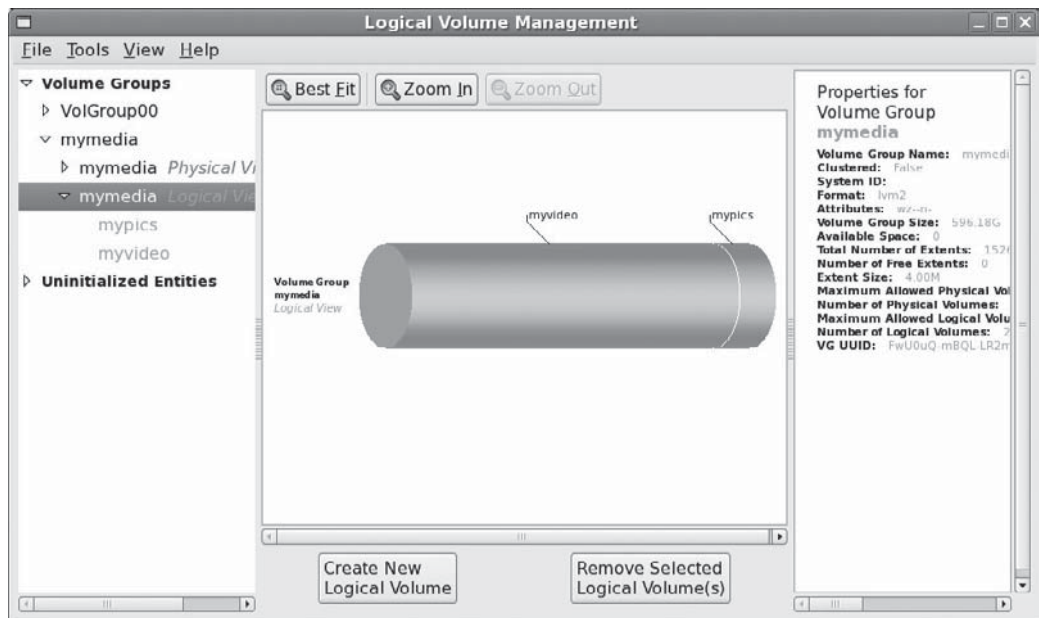 Logical Volume Management
File Tools View Help
Volume Groups
VolGroup00
mymedia
mymedia Physical Vi
mymedia Logical Vie
mypics
myvideo
Uninitialized Entities
Best Fit
Zoom In
Zoom Out
myvideo
mypics
Volume Group
mymedia
Logical View
Create New
Logical Volume
Remove Selected
Logical Volume(s)
Properties for
Volume Group
mymedia
Volume Group Name: mymedi
Clustered: False
System ID:
Format: lvm2
Attributes: wz--n-
Volume Group Size: 596.18G
Available Space: 0
Total Number of Extents: 152
Number of Free Extents: 0
Extent Size: 4.00M
Maximum Allowed Physical Vol
Number of Physical Volumes:
Maximum Allowed Logical Volu
Number of Logical Volumes: 2
VG UUID: FwU0uQ-mBQL-LR2m